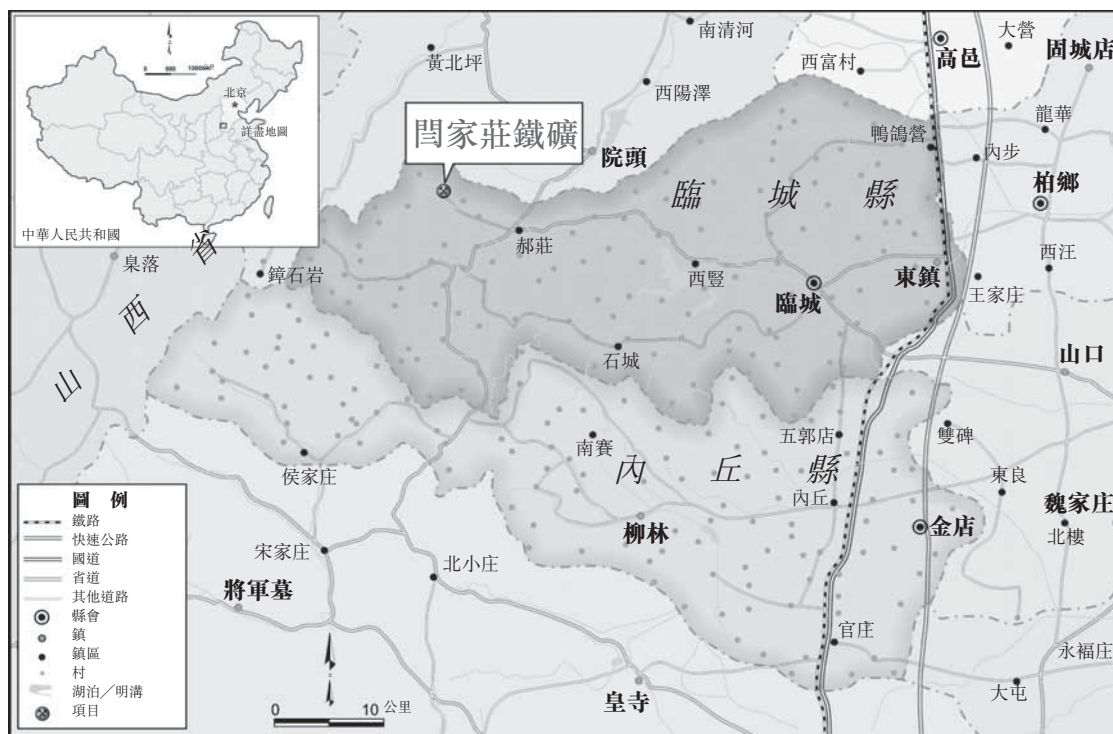 北京
詳盡地圖
中華人民共和國
南清河
黃北坪
西陽澤
西富村
大營
高邑
固城店
閆家莊鐵礦
院頭
鴨鴿營
龍華
內步
柏鄉
臨城縣
山西省
梟落
鏱石岩
郝莊
西豎
臨城
東鎮
王家庄
西汪
石城
山口
侯家庄
南賽
五郭店
雙碑
內丘縣
內丘
東良
柳林
金店
魏家庄
北樓
宋家庄
北小庄
將軍墓
官庄
永福庄
皇寺
大屯
圖例
鐵路
快速公路
國道
省道
其他道路
縣會
鎮
鎮區
村
湖泊／明溝
項目
0 10 公里